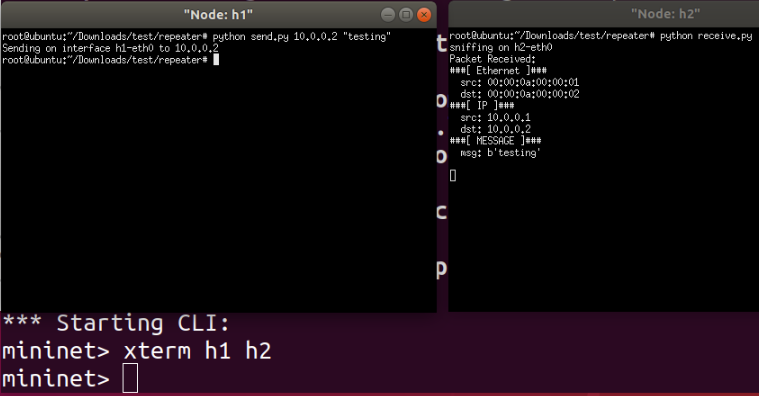 "Node: h1"
root@ubuntu:~/Downloads/test/repeater# python send.py 10.0.0.2 "testing"
Sending on interface h1-eth0 to 10.0.0.2
root@ubuntu:~/Downloads/test/repeater#
"Node: h2"
root@ubuntu:~/Downloads/test/repeater# python receive.py
sniffing on h2-eth0
Packet Received:
###[ Ethernet ]###
  src: 00:00:0a:00:00:01
  dst: 00:00:0a:00:00:02
###[ IP ]###
  src: 10.0.0.1
  dst: 10.0.0.2
###[ MESSAGE ]###
  msg: b'testing'
t
o
.
o
c
p
*** Starting CLI:
mininet> xterm h1 h2
mininet>